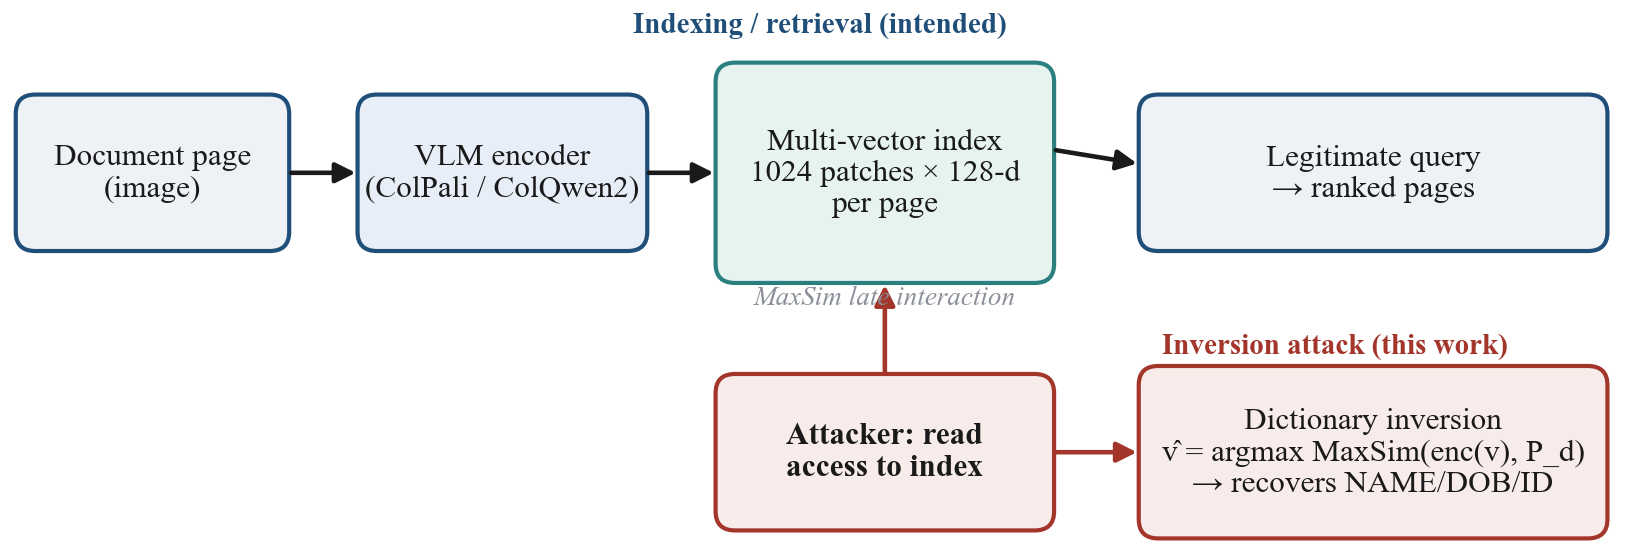 Indexing / retrieval (intended)
Document page
(image)
VLM encoder
(ColPali / ColQwen2)
Multi-vector index
1024 patches × 128-d
per page
Legitimate query
→ ranked pages
MaxSim late interaction
Attacker: read
access to index
Inversion attack (this work)
Dictionary inversion
v̂ = argmax MaxSim(enc(v), P_d)
→ recovers NAME/DOB/ID